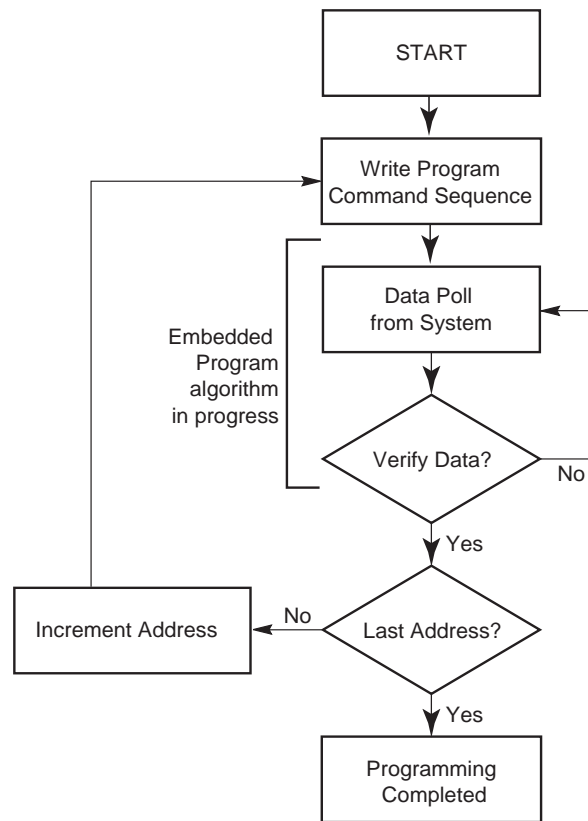 START
Write Program
Command Sequence
Data Poll
from System
Embedded
Program
algorithm
in progress
Verify Data?
No
Yes
Last Address?
No
Increment Address
Yes
Programming
Completed